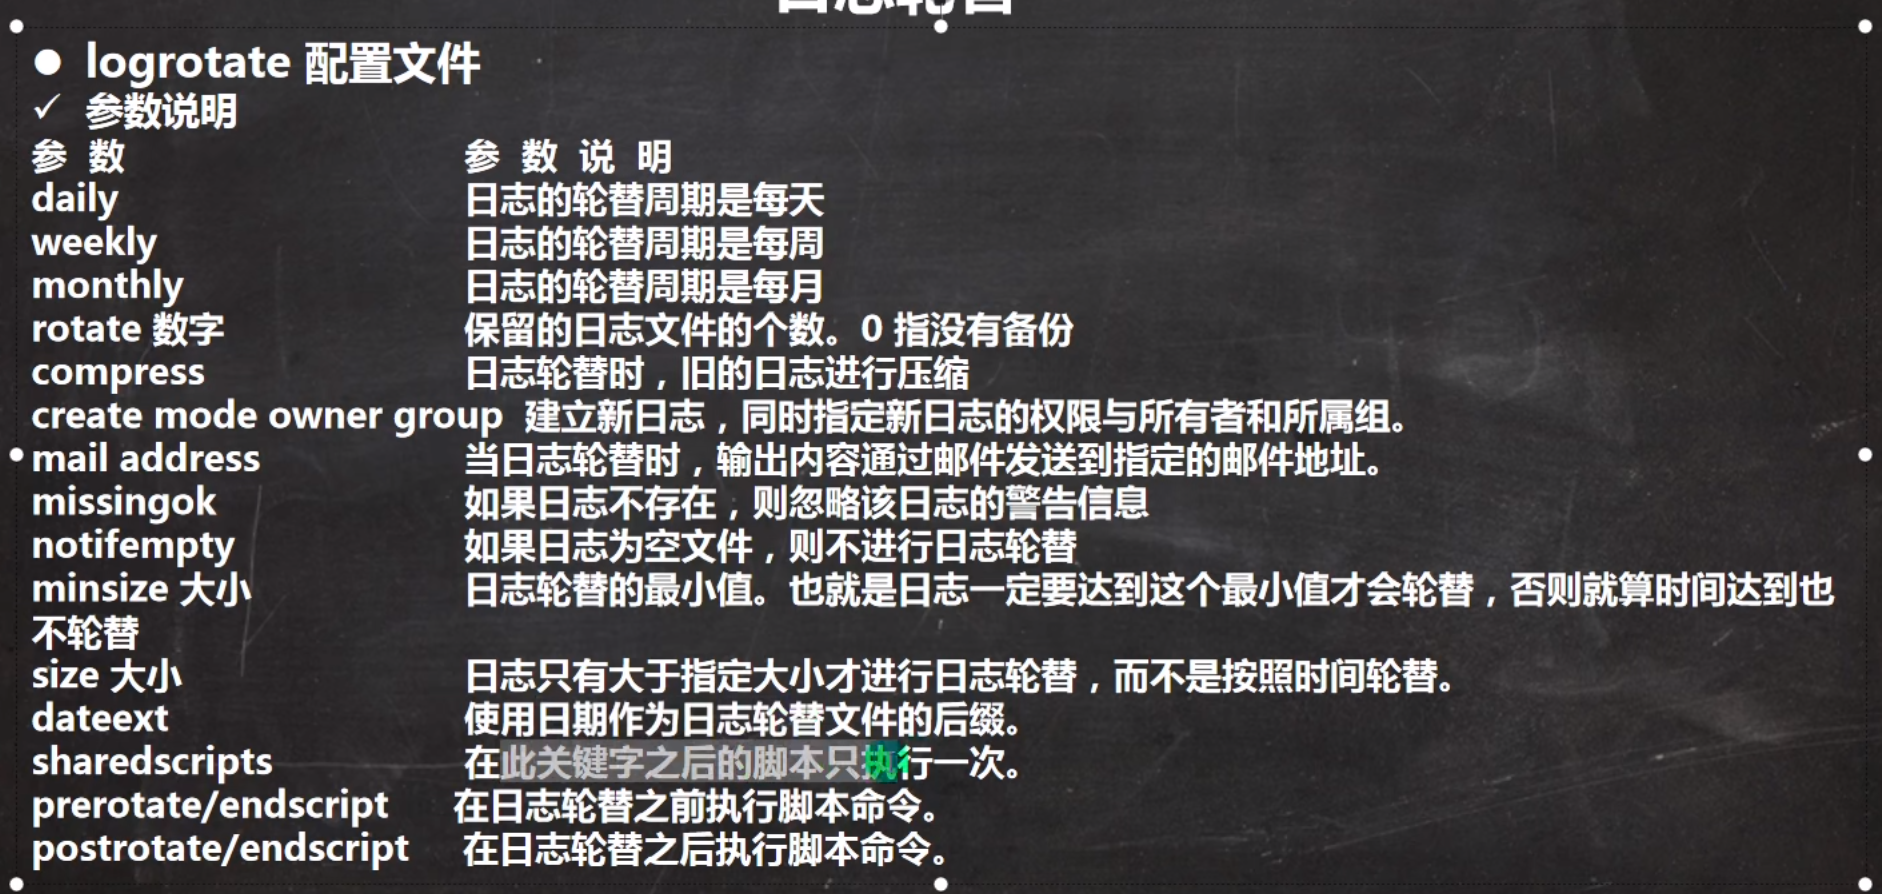 日志轮替
● logrotate 配置文件
✓ 参数说明
参 数 参 数 说 明
daily 日志的轮替周期是每天
weekly 日志的轮替周期是每周
monthly 日志的轮替周期是每月
rotate 数字 保留的日志文件的个数。0 指没有备份
compress 日志轮替时，旧的日志进行压缩
create mode owner group 建立新日志，同时指定新日志的权限与所有者和所属组。
mail address 当日志轮替时，输出内容通过邮件发送到指定的邮件地址。
missingok 如果日志不存在，则忽略该日志的警告信息
notifempty 如果日志为空文件，则不进行日志轮替
minsize 大小 日志轮替的最小值。也就是日志一定要达到这个最小值才会轮替，否则就算时间达到也
不轮替
size 大小 日志只有大于指定大小才进行日志轮替，而不是按照时间轮替。
dateext 使用日期作为日志轮替文件的后缀。
sharedscripts 在此关键字之后的脚本只执行一次。
prerotate/endscript 在日志轮替之前执行脚本命令。
postrotate/endscript 在日志轮替之后执行脚本命令。